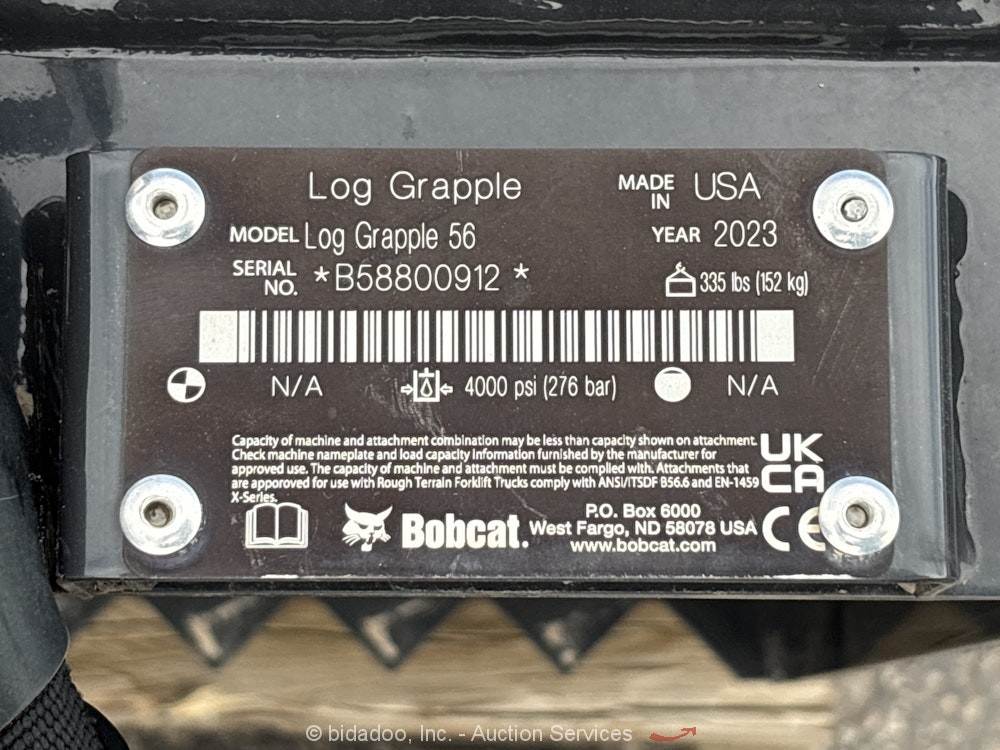 Log Grapple MADE IN USA
MODEL Log Grapple 56 YEAR 2023
SERIAL NO. *B58800912 * 335 lbs (152 kg)
N/A 4000 psi (276 bar) N/A
Capacity of machine and attachment combination may be less than capacity shown on attachment.
Check machine nameplate and load capacity information furnished by the manufacturer for
approved use. The capacity of machine and attachment must be complied with. Attachments that
are apporoved for use with Rough Terrain Forklift Trucks comply with ANSI/ITSDF B56.6 and EN-1459
X-Series.
UK
CA
Bobcat.
P.O. Box 6000
West Fargo, ND 58078 USA
www.bobcat.com
CE
© bidadoo, Inc. - Auction Services